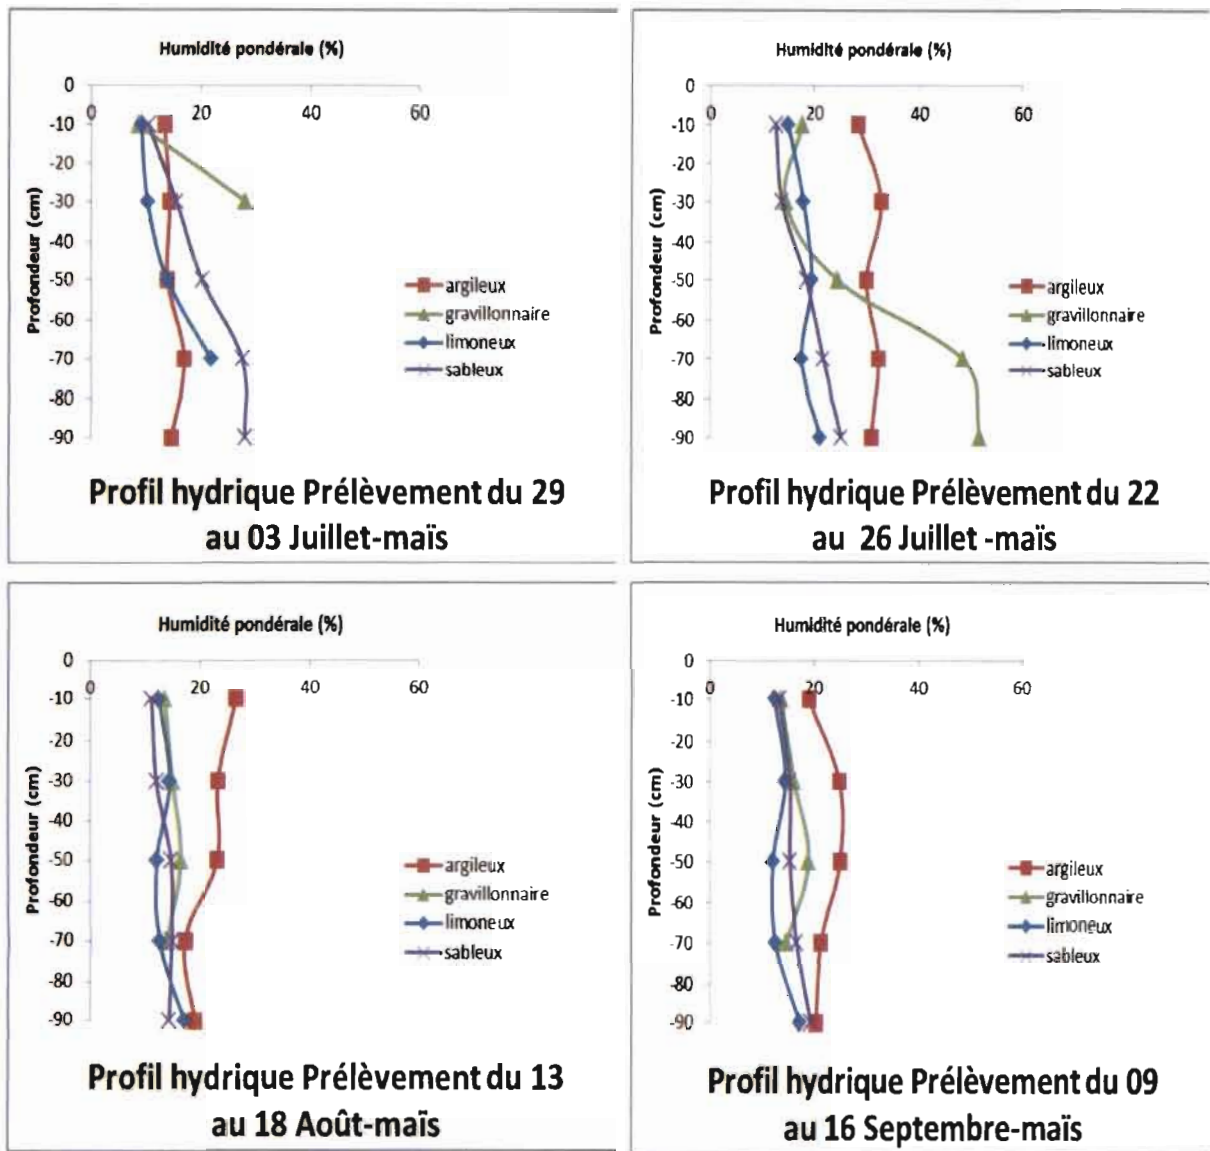 Humidité pondérale (%)
0 20 40 60
0
-10
-20
-30
-40
-50
-60
-70
-80
-90
Profondeur (cm)
argileux
gravillonnaire
limoneux
sableux
Profil hydrique Prélèvement du 29
au 03 Juillet-maïs
Humidité pondérale (%)
0 20 40 60
0
-10
-20
-30
-40
-50
-60
-70
-80
-90
Profondeur (cm)
argileux
gravillonnaire
limoneux
sableux
Profil hydrique Prélèvement du 22
au 26 Juillet -maïs
Humidité pondérale (%)
0 20 40 60
0
-10
-20
-30
-40
-50
-60
-70
-80
-90
Profondeur (cm)
argileux
gravillonnaire
limoneux
sableux
Profil hydrique Prélèvement du 13
au 18 Août-maïs
Humidité pondérale (%)
0 20 40 60
0
-10
-20
-30
-40
-50
-60
-70
-80
-90
Profondeur (cm)
argileux
gravillonnaire
limoneux
sableux
Profil hydrique Prélèvement du 09
au 16 Septembre-maïs